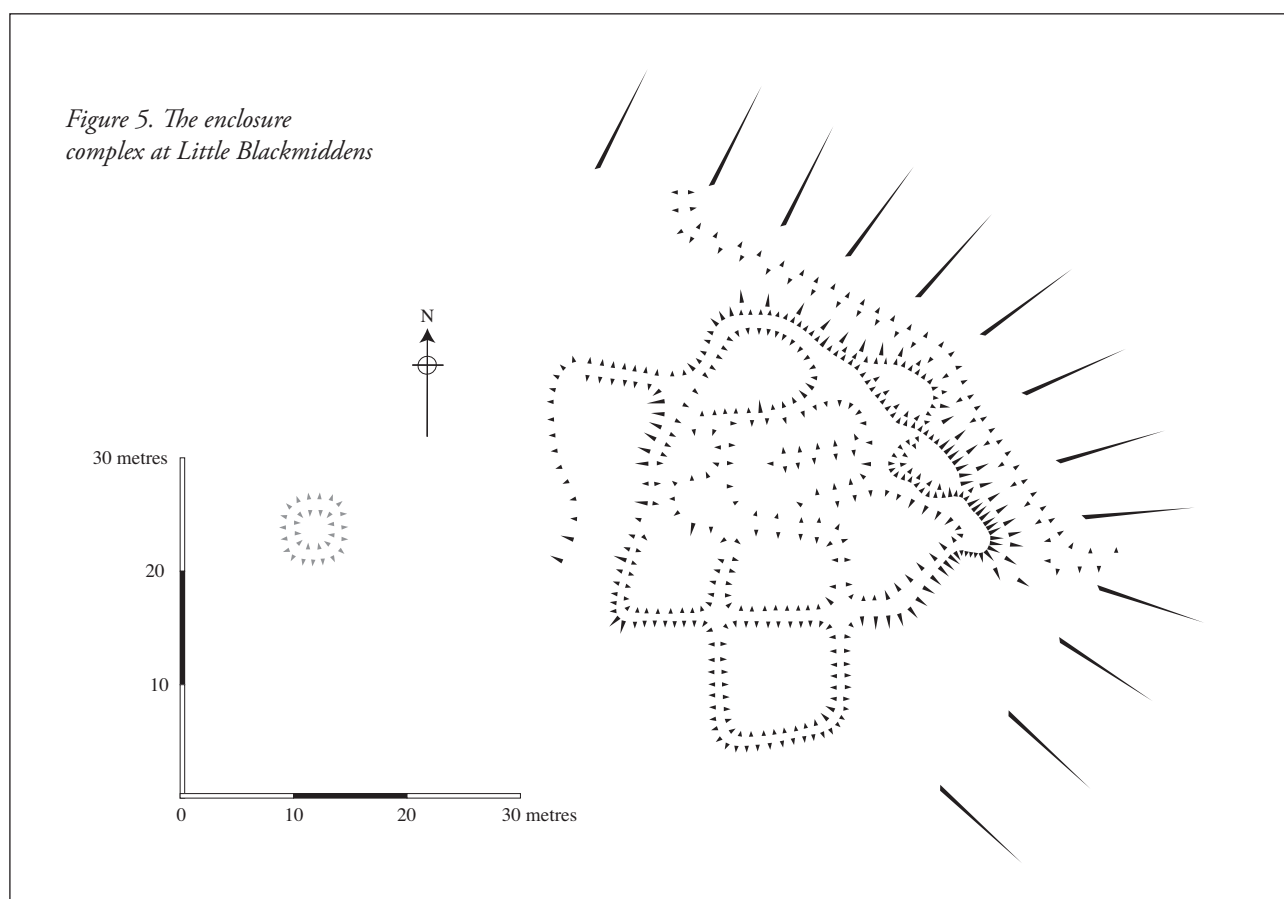 Figure 5. The enclosure
complex at Little Blackmiddens
N
30 metres
20
10
0 10 20 30 metres